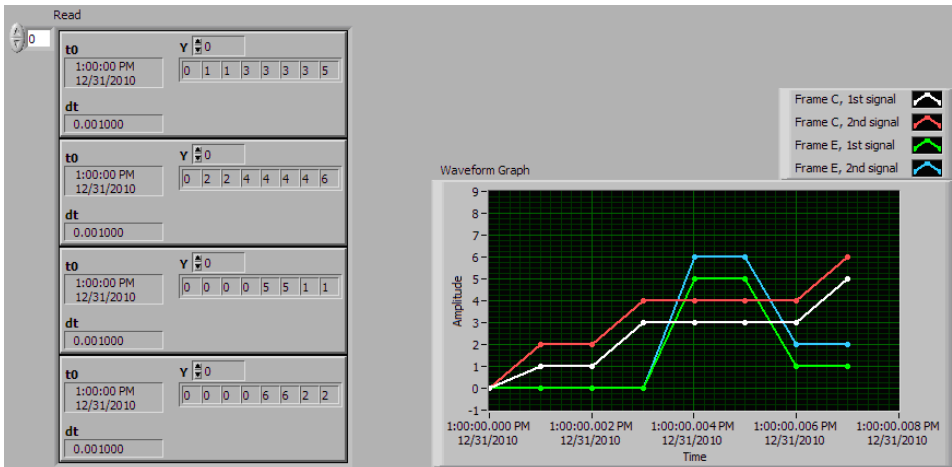 Read
0
t0
Y 0
1:00:00 PM
12/31/2010
0 1 1 3 3 3 3 5
dt
0.001000
t0
Y 0
1:00:00 PM
12/31/2010
0 2 2 4 4 4 4 6
dt
0.001000
t0
Y 0
1:00:00 PM
12/31/2010
0 0 0 0 5 5 1 1
dt
0.001000
t0
Y 0
1:00:00 PM
12/31/2010
0 0 0 0 6 6 2 2
dt
0.001000
Frame C, 1st signal
Frame C, 2nd signal
Frame E, 1st signal
Frame E, 2nd signal
Waveform Graph
Amplitude
9
8
7
6
5
4
3
2
1
0
-1
1:00:00.000 PM 1:00:00.002 PM 1:00:00.004 PM 1:00:00.006 PM 1:00:00.008 PM
12/31/2010 12/31/2010 12/31/2010 12/31/2010 12/31/2010
Time